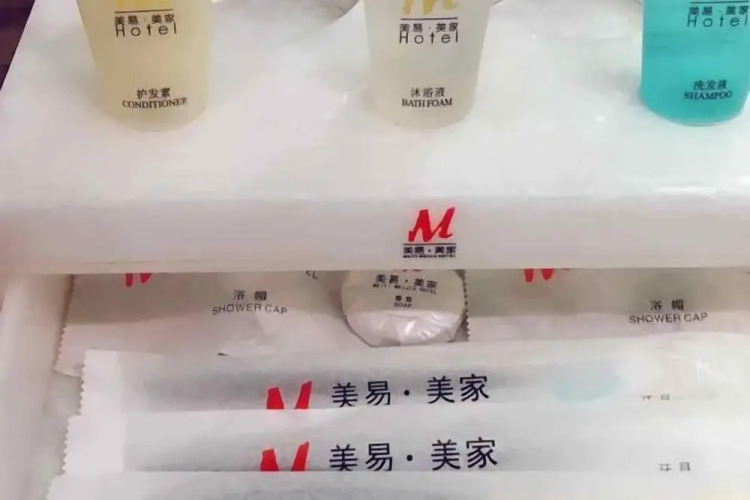 美易·美家
Hotel
护发素
CONDITIONER
美易·美家
Hotel
沐浴液
BATH FOAM
美易·美家
Hotel
洗发液
SHAMPOO
M
美易·美家
浴帽
SHOWER CAP
美易·美家
SOAP
浴帽
SHOWER CAP
美易·美家
美易·美家